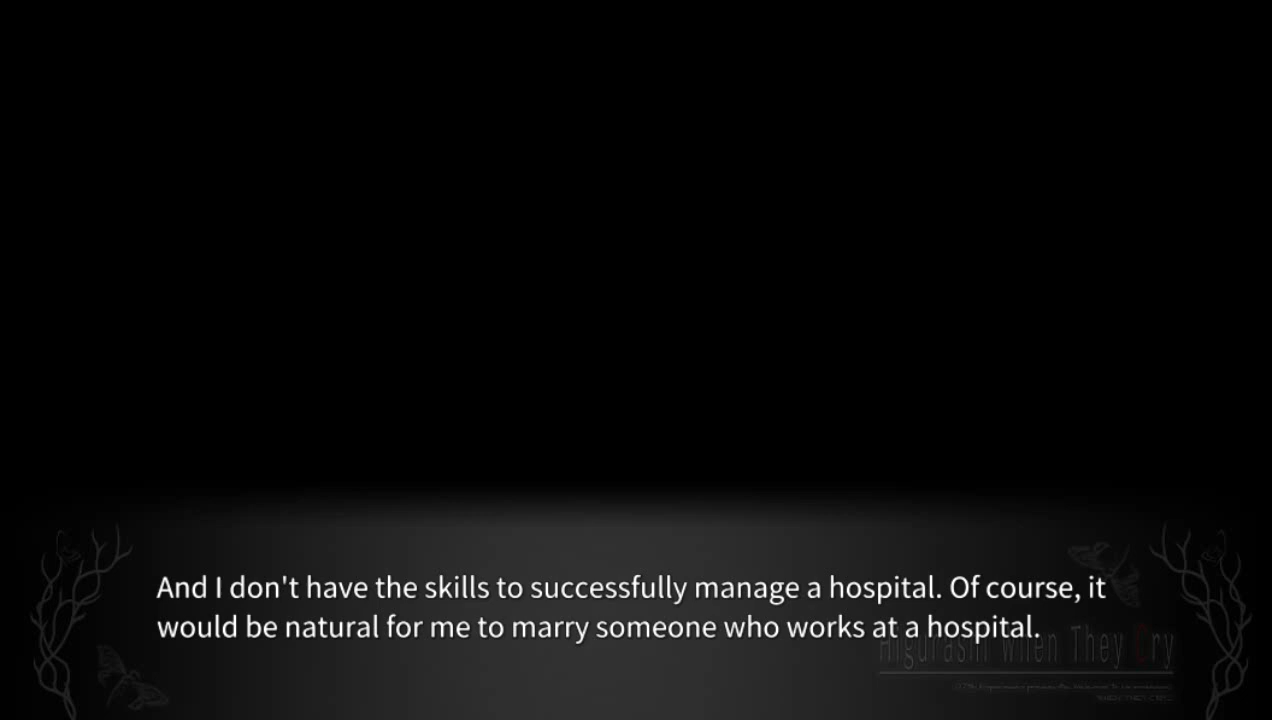 And I don't have the skills to successfully manage a hospital. Of course, it
would be natural for me to marry someone who works at a hospital.
Higurashi When They Cry